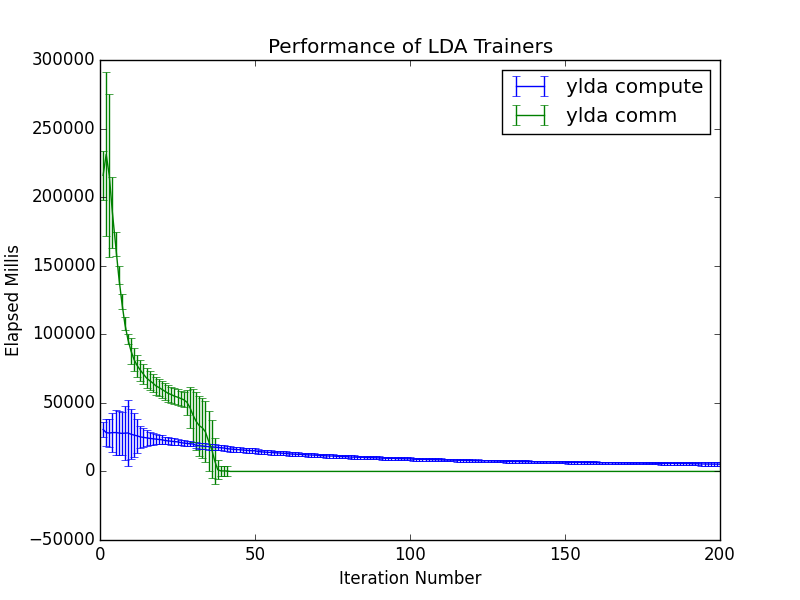 Performance of LDA Trainers
300000
250000
200000
150000
100000
50000
0
−50000
0
50
100
150
200
Elapsed Millis
Iteration Number
ylda compute
ylda comm